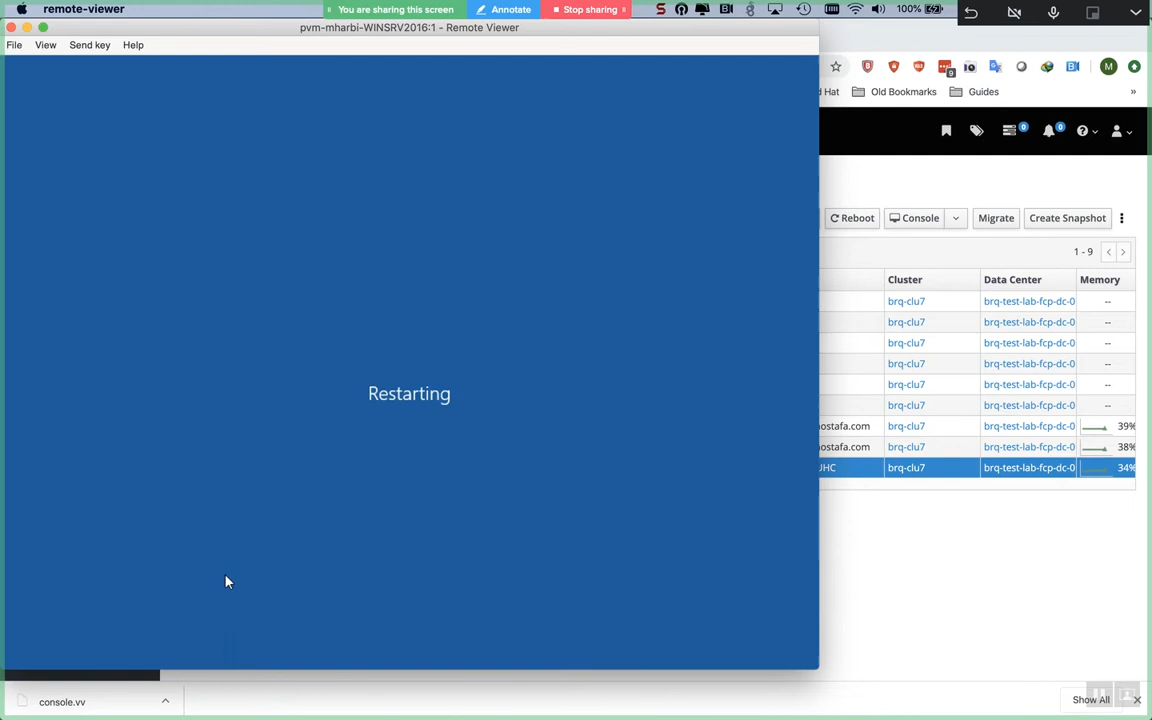 remote-viewer
You are sharing this screen
Annotate
Stop sharing
100%
pvm-mharbi-WINSRV2016:1 - Remote Viewer
File View Send key Help
9
M
d Hat Old Bookmarks Guides »
0 0
Reboot Console Migrate Create Snapshot
1 - 9
Cluster Data Center Memory
brq-clu7 brq-test-lab-fcp-dc-0 --
brq-clu7 brq-test-lab-fcp-dc-0 --
brq-clu7 brq-test-lab-fcp-dc-0 --
brq-clu7 brq-test-lab-fcp-dc-0 --
brq-clu7 brq-test-lab-fcp-dc-0 --
brq-clu7 brq-test-lab-fcp-dc-0 --
ostafa.com brq-clu7 brq-test-lab-fcp-dc-0 39%
ostafa.com brq-clu7 brq-test-lab-fcp-dc-0 38%
JHC brq-clu7 brq-test-lab-fcp-dc-0 34%
Restarting
console.vv
Show All